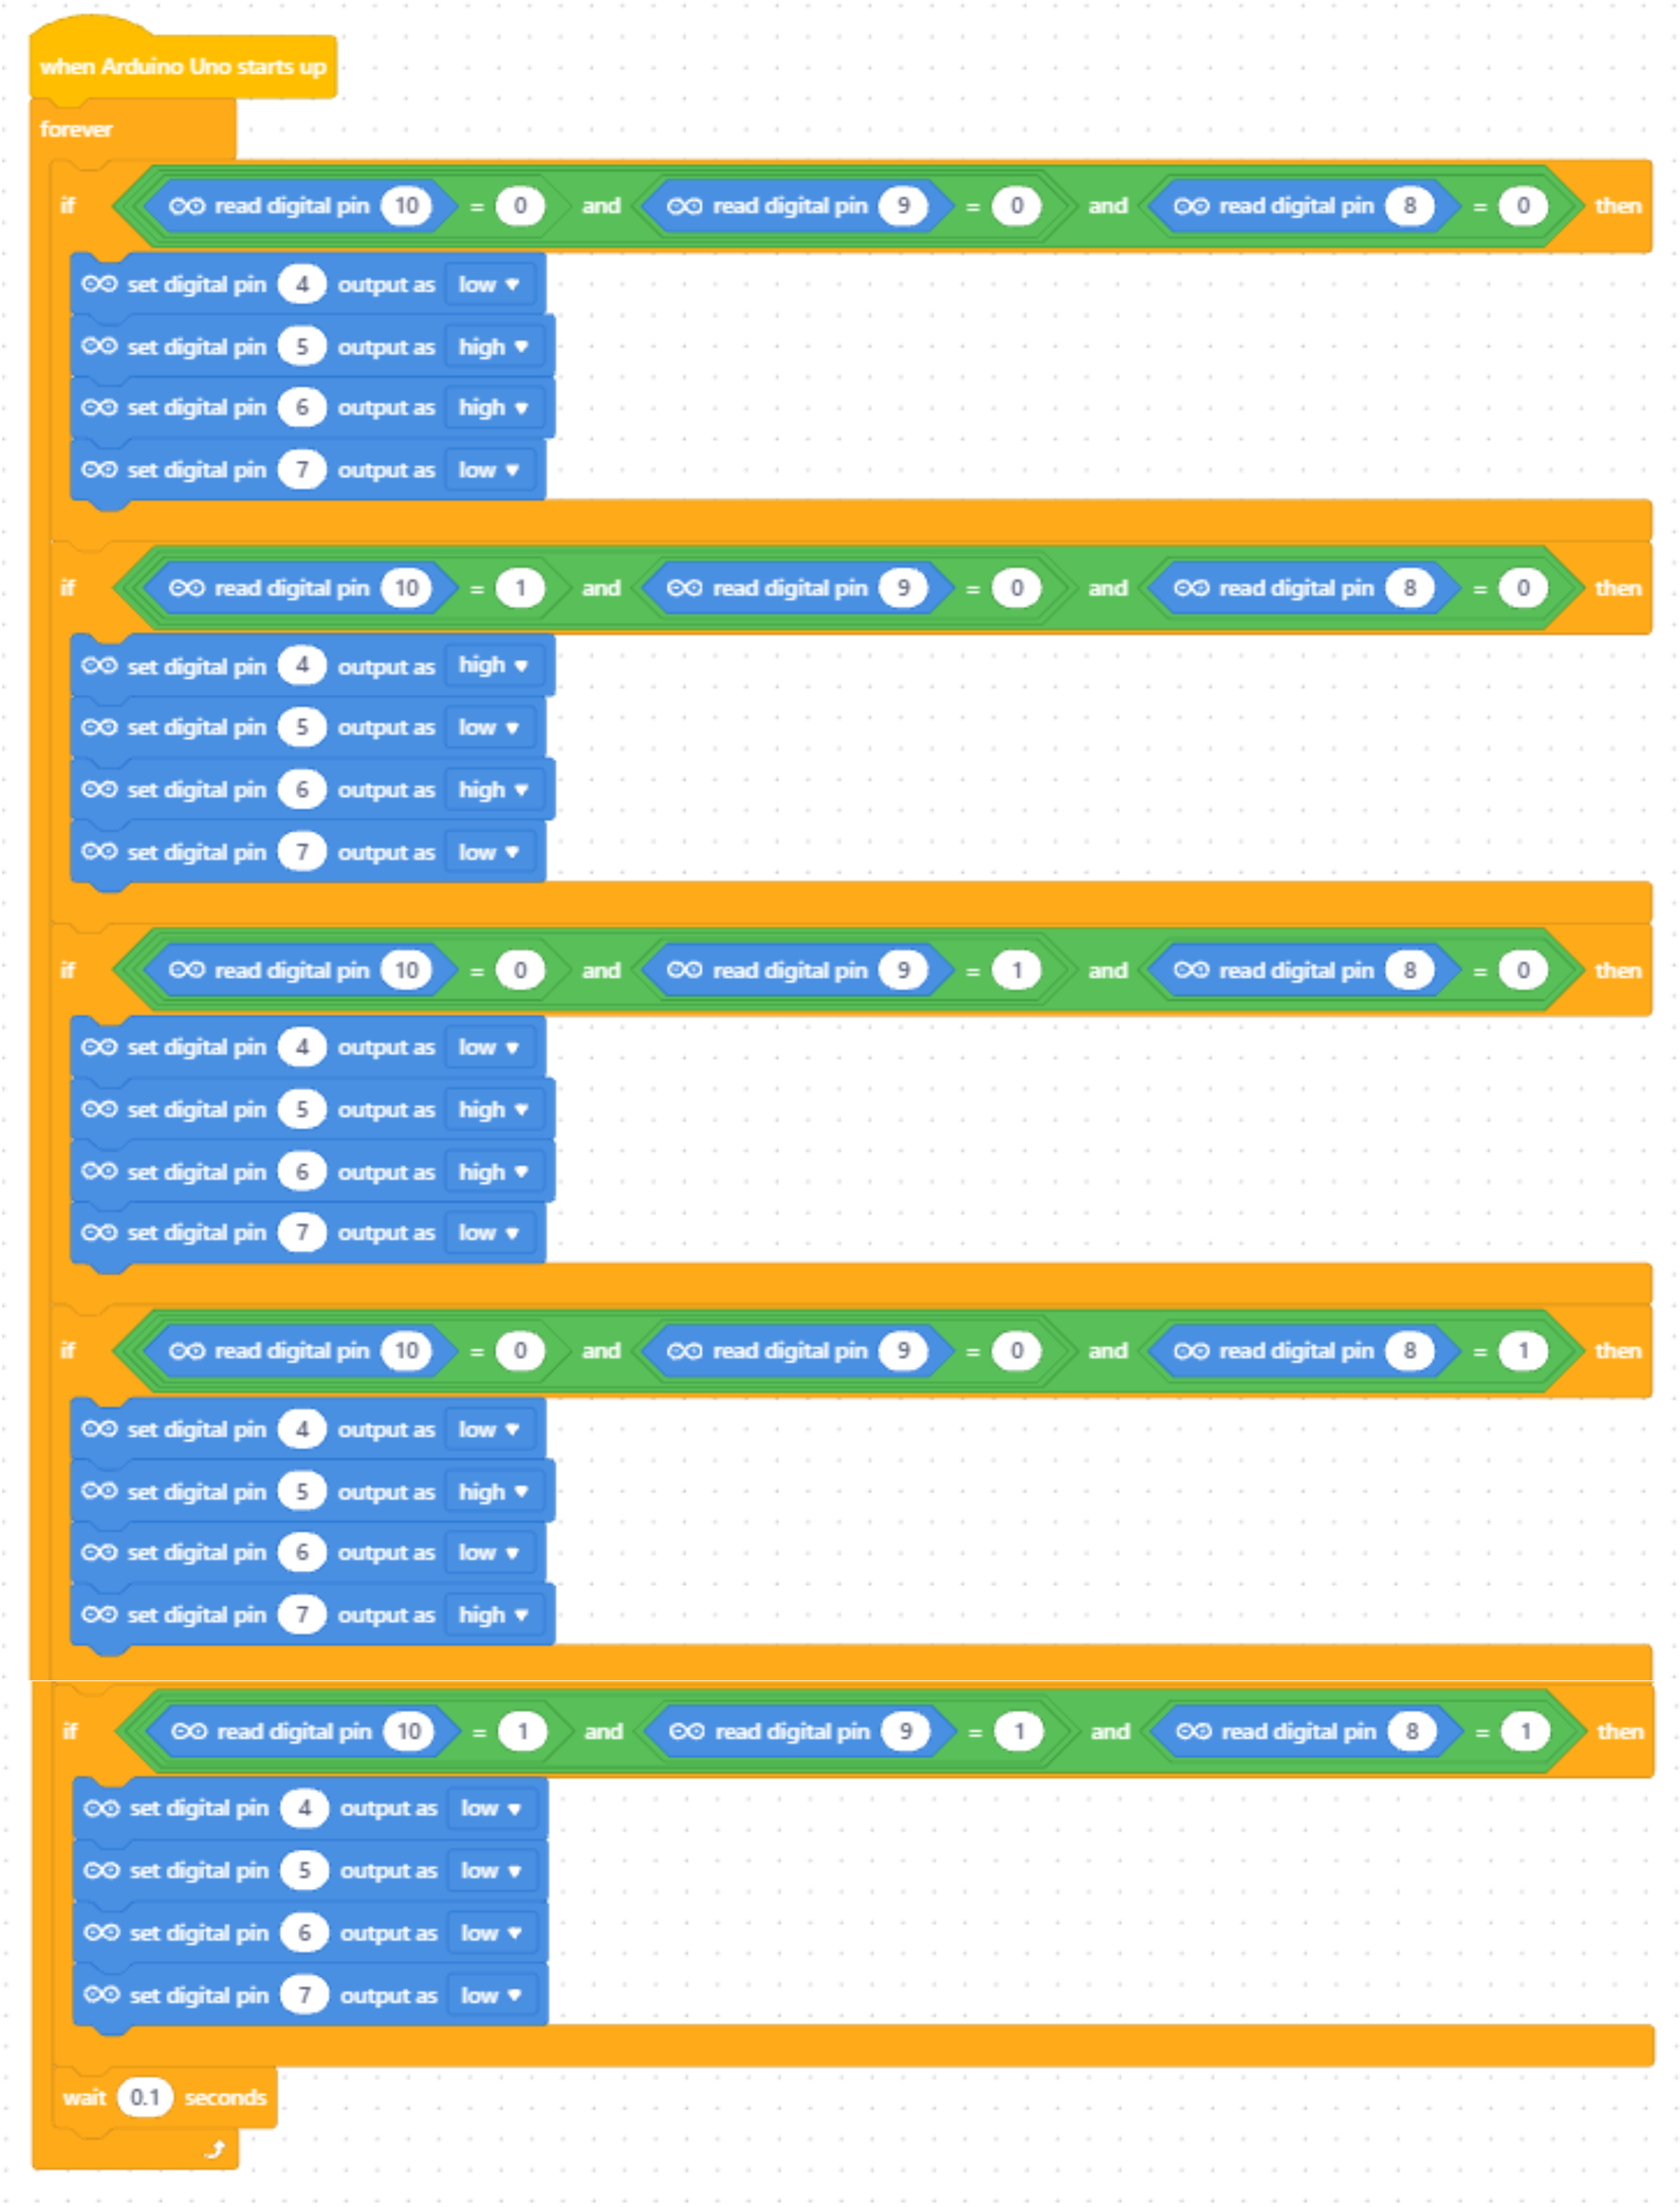 when Arduino Uno starts up
forever
if read digital pin 10 = 0 and read digital pin 9 = 0 and read digital pin 8 = 0 then
set digital pin 4 output as low
set digital pin 5 output as high
set digital pin 6 output as high
set digital pin 7 output as low
if read digital pin 10 = 1 and read digital pin 9 = 0 and read digital pin 8 = 0 then
set digital pin 4 output as high
set digital pin 5 output as low
set digital pin 6 output as high
set digital pin 7 output as low
if read digital pin 10 = 0 and read digital pin 9 = 1 and read digital pin 8 = 0 then
set digital pin 4 output as low
set digital pin 5 output as high
set digital pin 6 output as high
set digital pin 7 output as low
if read digital pin 10 = 0 and read digital pin 9 = 0 and read digital pin 8 = 1 then
set digital pin 4 output as low
set digital pin 5 output as high
set digital pin 6 output as low
set digital pin 7 output as high
if read digital pin 10 = 1 and read digital pin 9 = 1 and read digital pin 8 = 1 then
set digital pin 4 output as low
set digital pin 5 output as low
set digital pin 6 output as low
set digital pin 7 output as low
wait 0.1 seconds